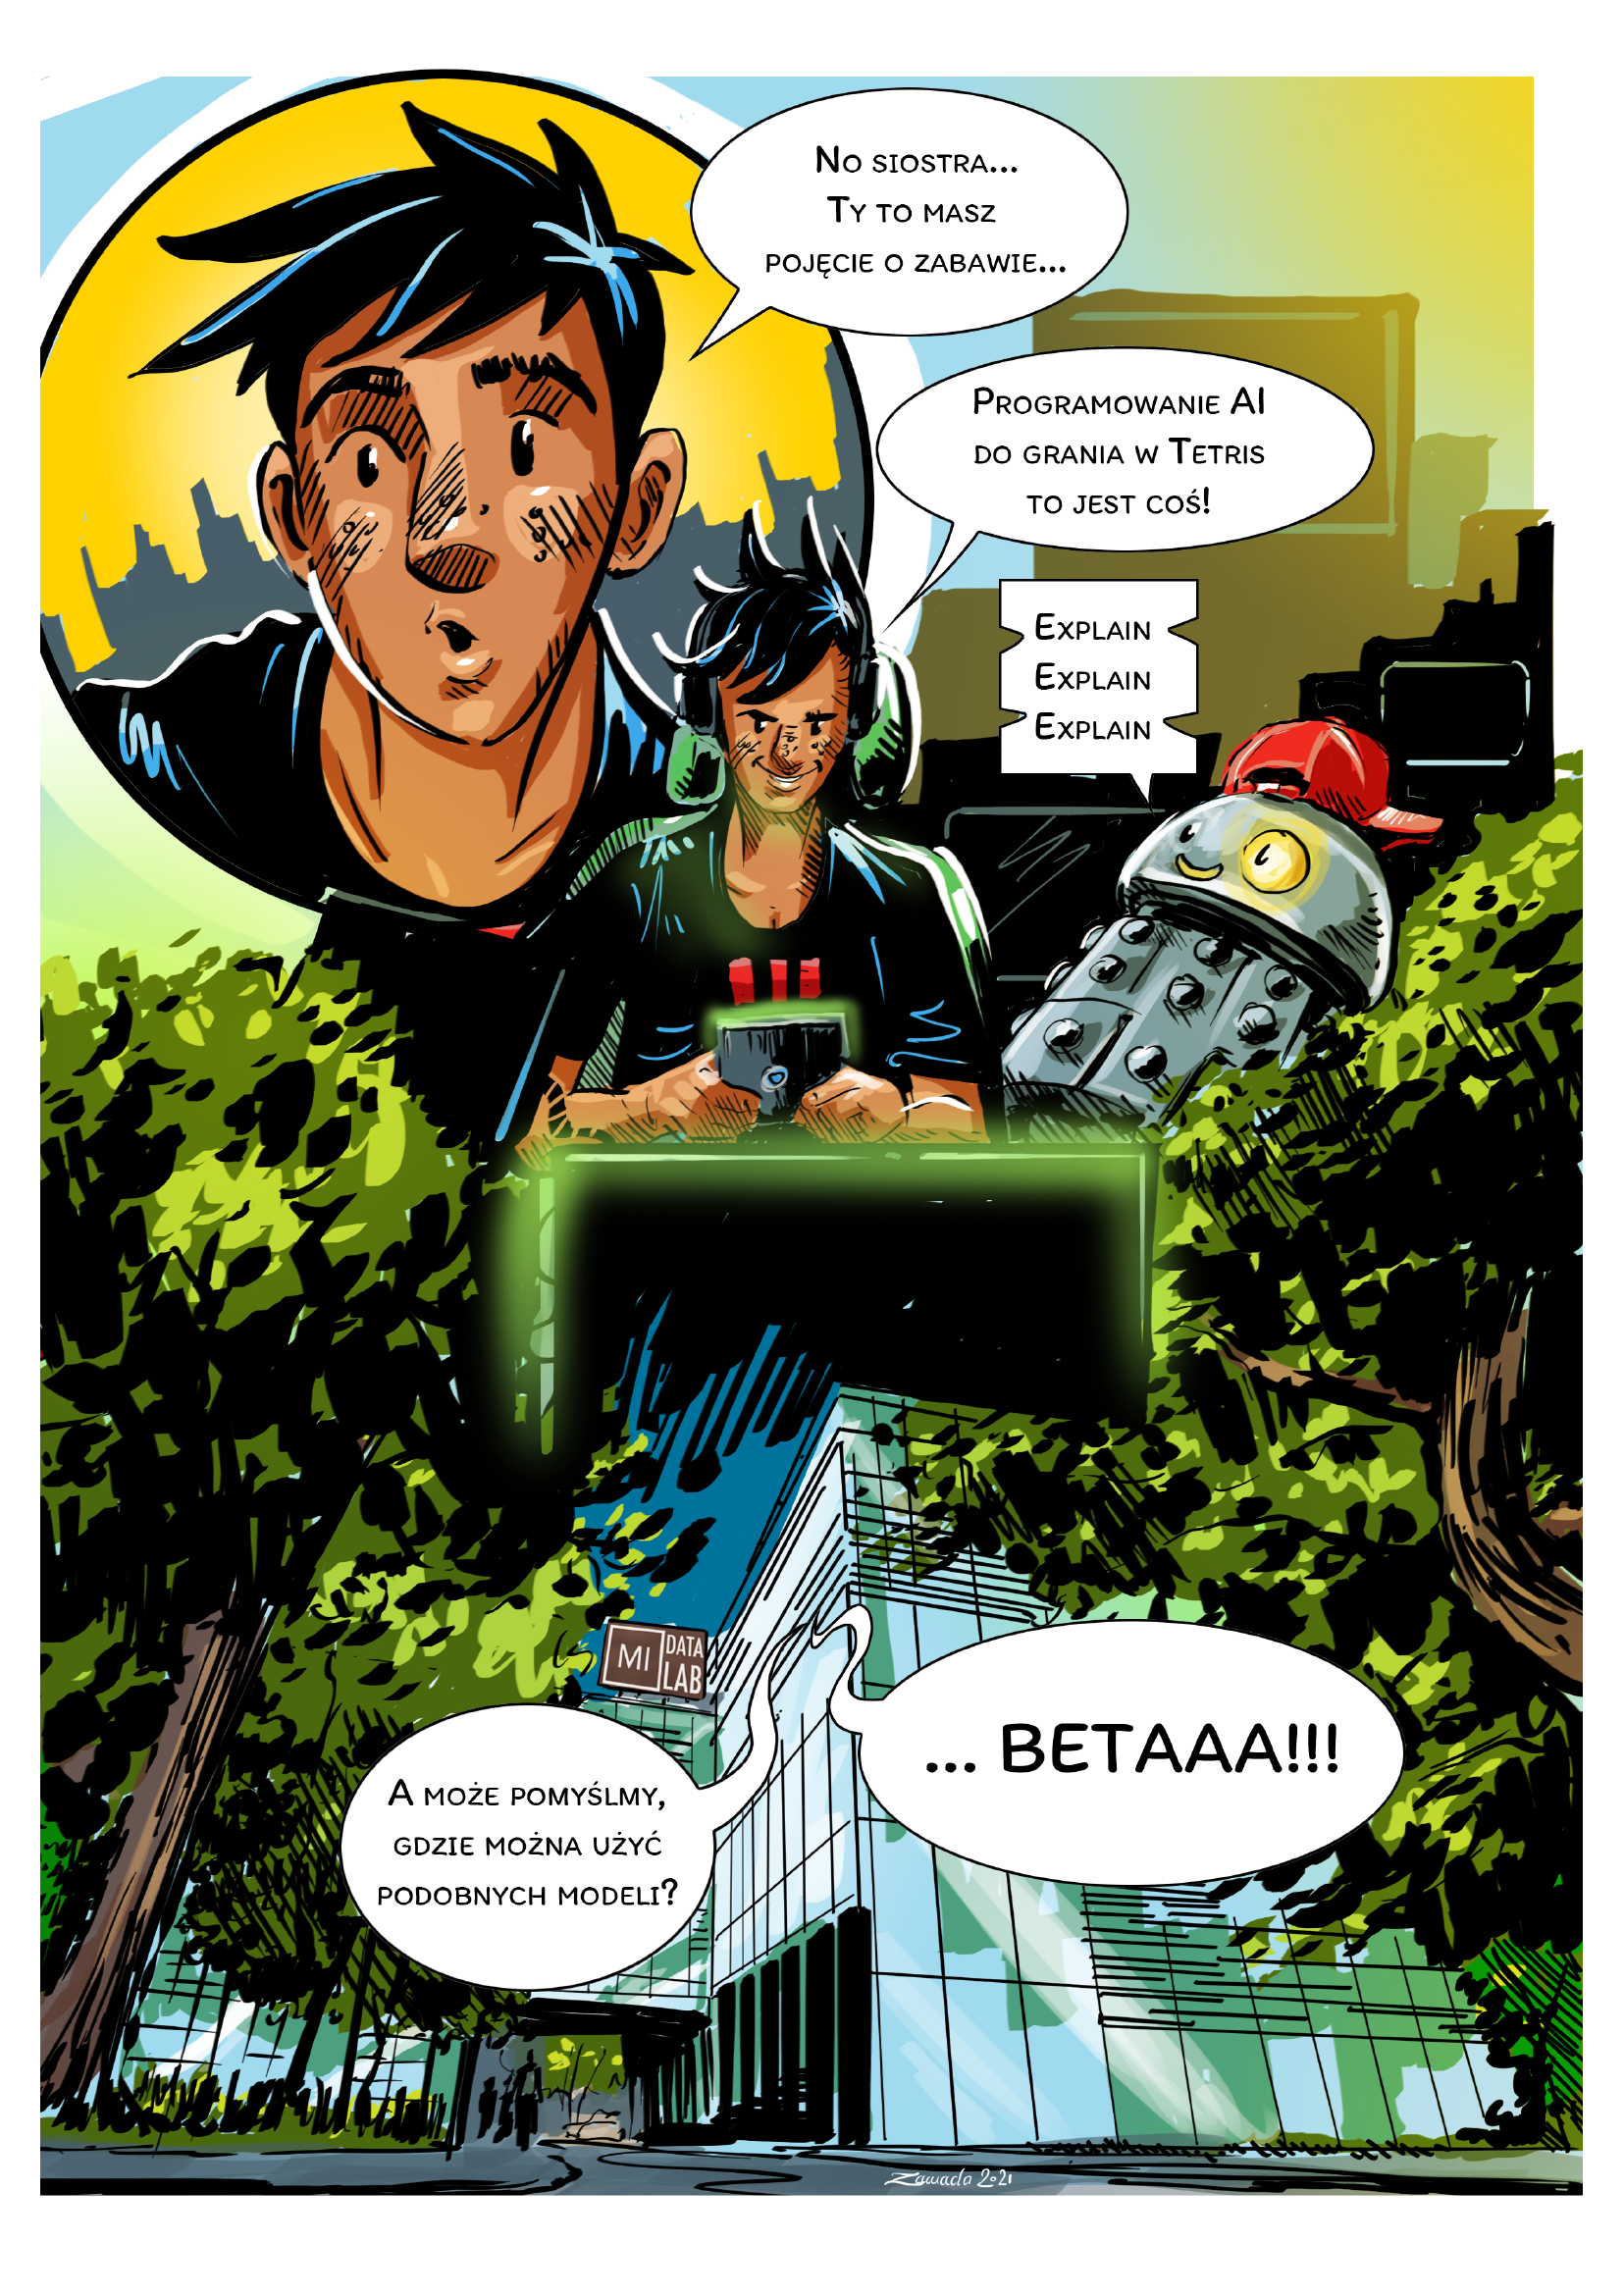 No siostra...
Ty to masz
pojęcie o zabawie...
Programowanie AI
do grania w Tetris
to jest coś!
Explain
Explain
Explain
MI DATA
LAB
A może pomyślmy,
gdzie można użyć
podobnych modeli?
... BETAAA!!!
Zawada 2021